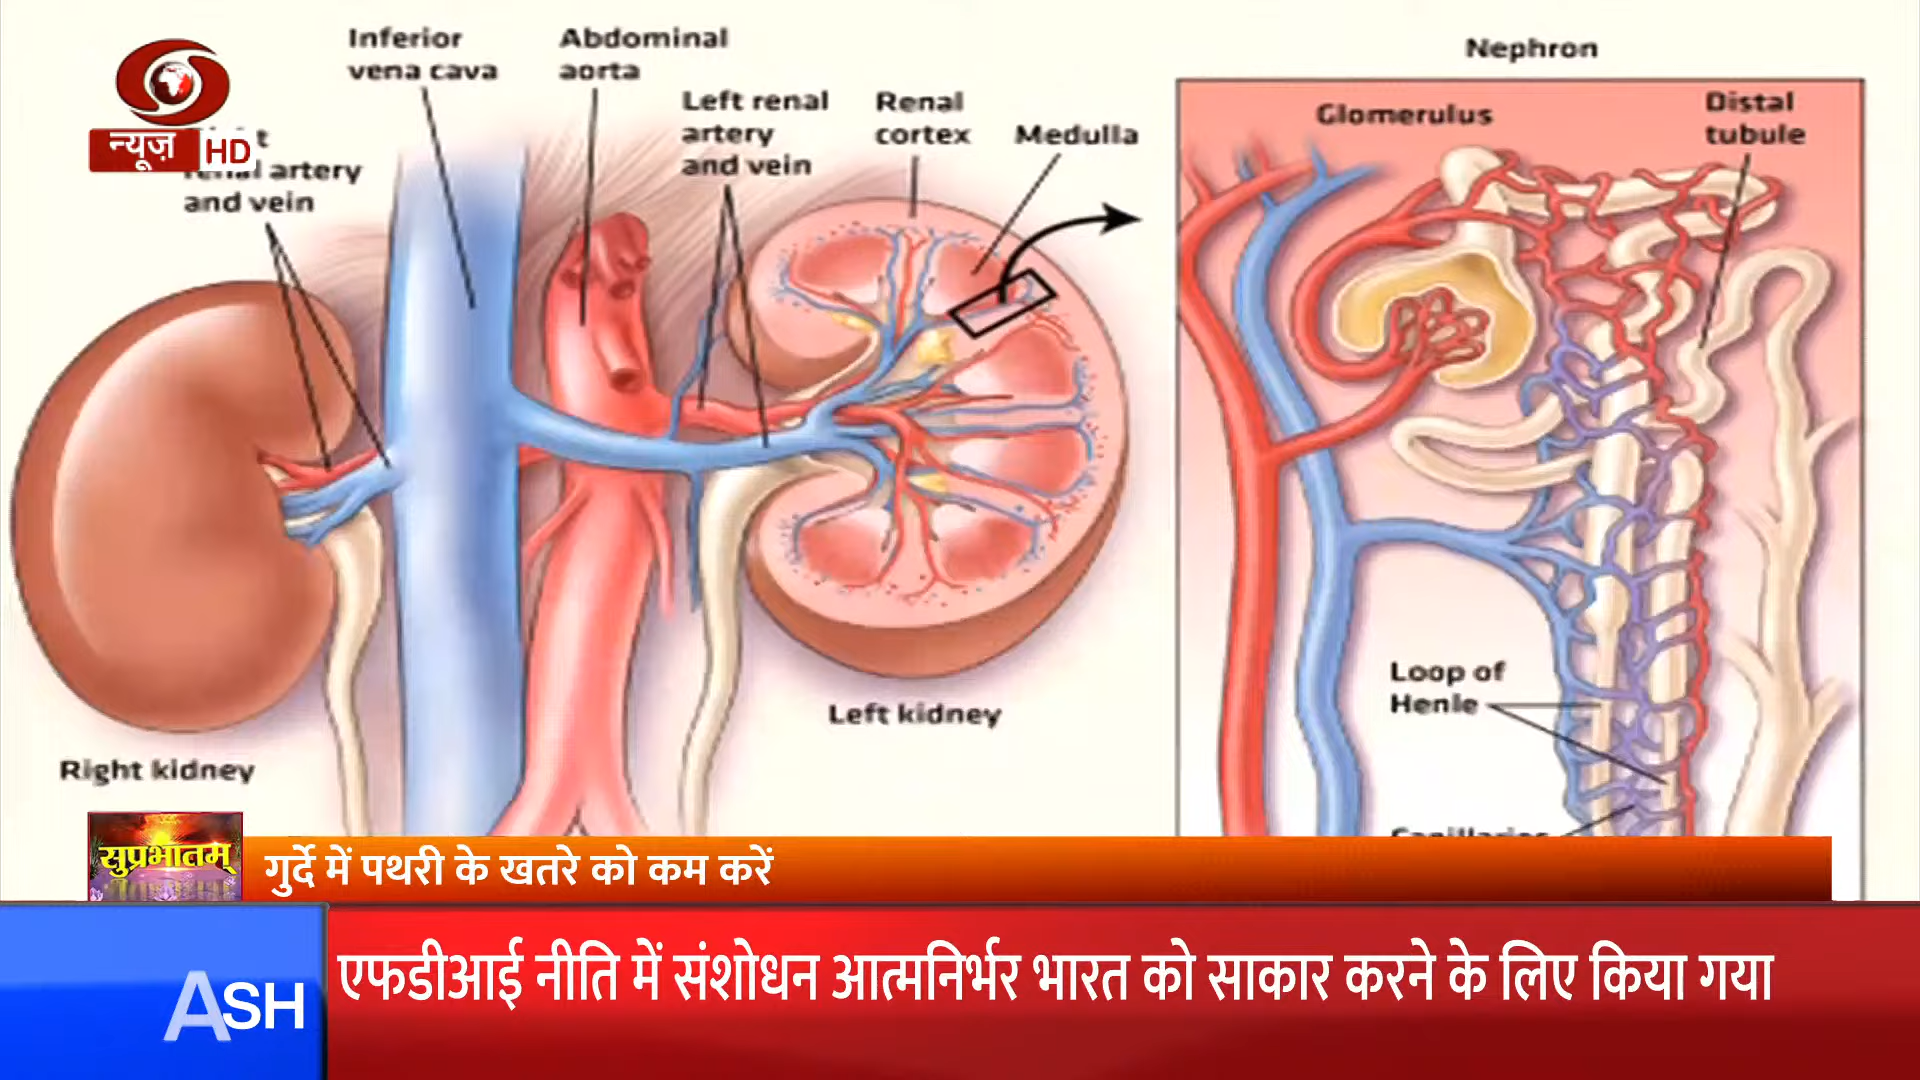 Inferior
vena cava
Abdominal
aorta
Left renal
artery
and vein
Renal
cortex
Medulla
Nephron
Glomerulus
Distal
tubule
न्यूज़ HD
artery
and vein
Loop of
Henle
Left kidney
Right kidney
सुप्रभातम्
गुर्दे में पथरी के खतरे को कम करें
ASH
एफडीआई नीति में संशोधन आत्मनिर्भर भारत को साकार करने के लिए किया गया